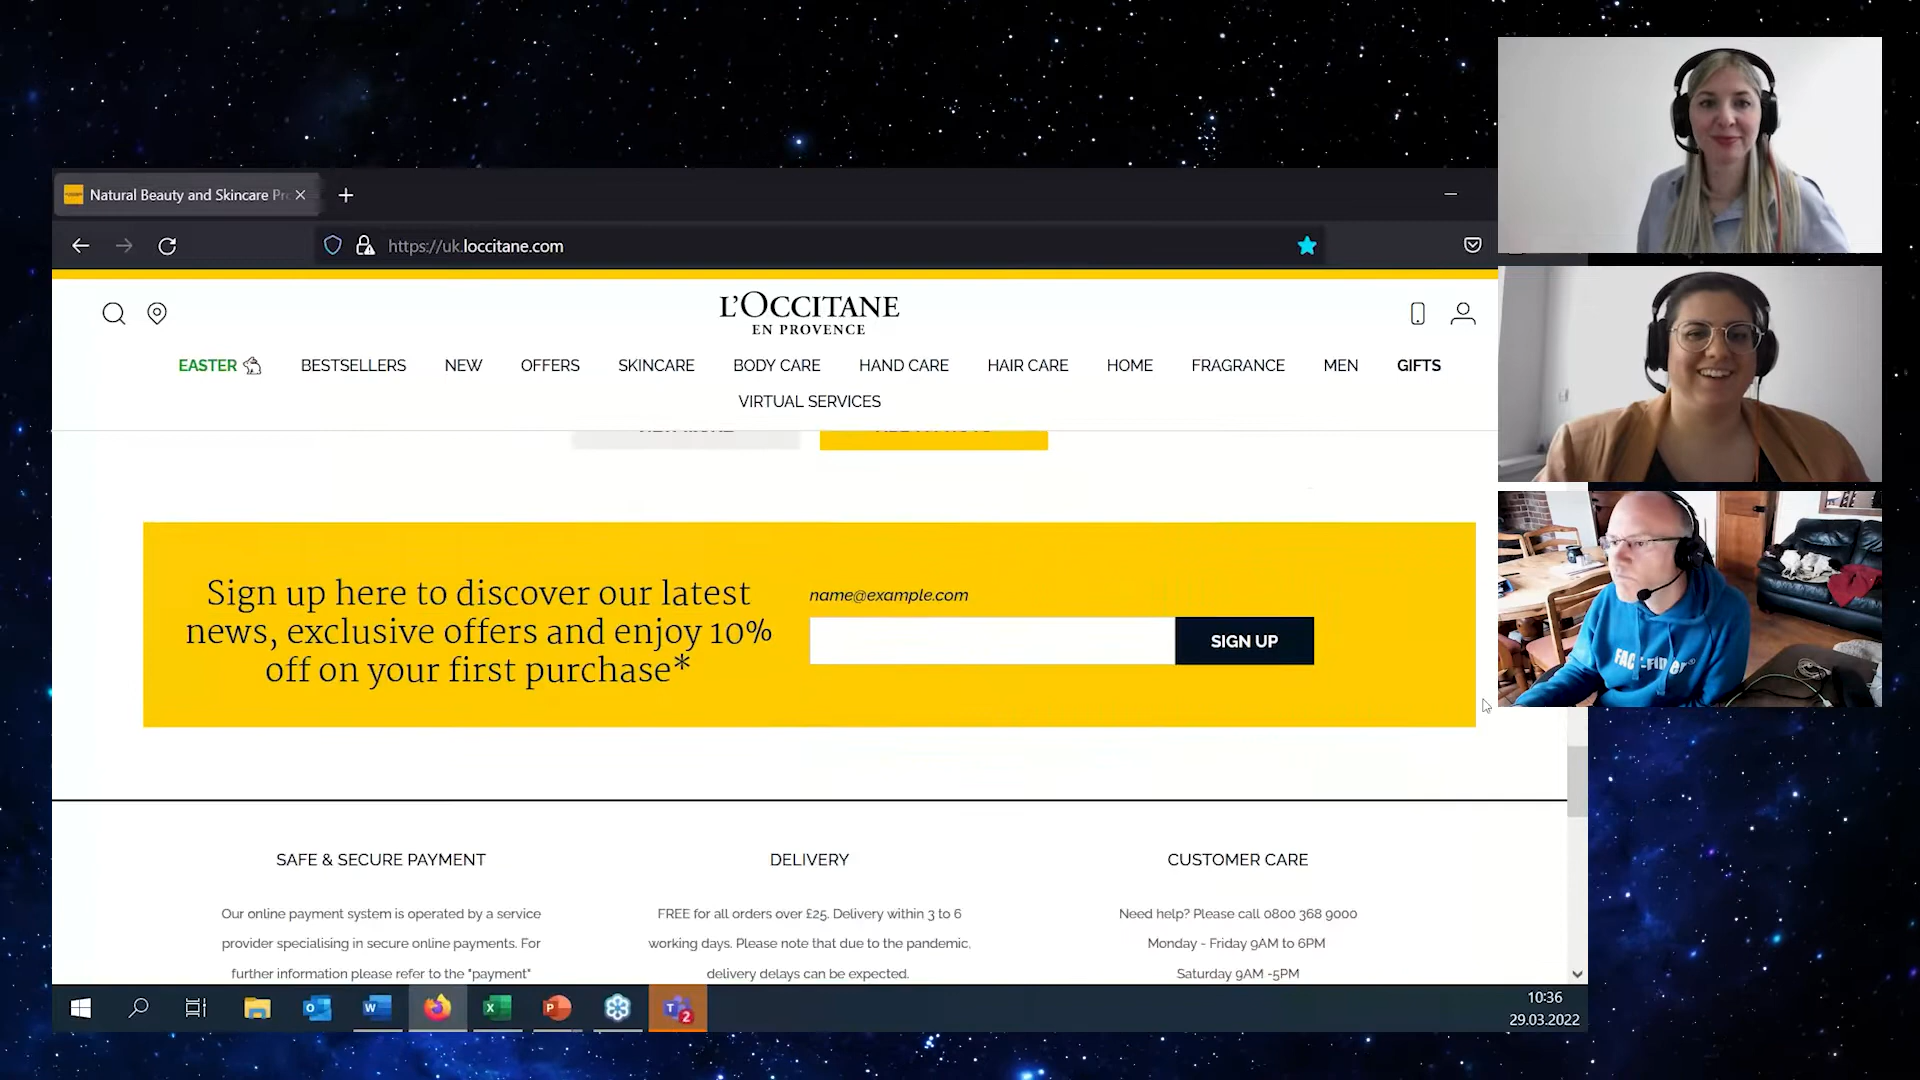 Natural Beauty and Skincare Pr
https://uk.loccitane.com
L'OCCITANE
EN PROVENCE
EASTER
BESTSELLERS
NEW
OFFERS
SKINCARE
BODY CARE
HAND CARE
HAIR CARE
HOME
FRAGRANCE
MEN
GIFTS
VIRTUAL SERVICES
Sign up here to discover our latest
news, exclusive offers and enjoy 10%
off on your first purchase*
name@example.com
SIGN UP
SAFE & SECURE PAYMENT
Our online payment system is operated by a service
provider specialising in secure online payments. For
further information please refer to the "payment"
DELIVERY
FREE for all orders over £25. Delivery within 3 to 6
working days. Please note that due to the pandemic,
delivery delays can be expected.
CUSTOMER CARE
Need help? Please call 0800 368 9000
Monday - Friday 9AM to 6PM
Saturday 9AM -5PM
10:36
29.03.2022